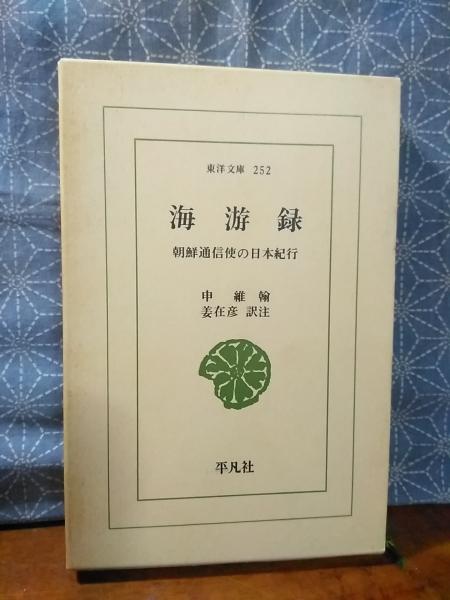 東洋文庫 252
海游録
朝鮮通信使の日本紀行
申維翰
姜在彦 訳注
平凡社